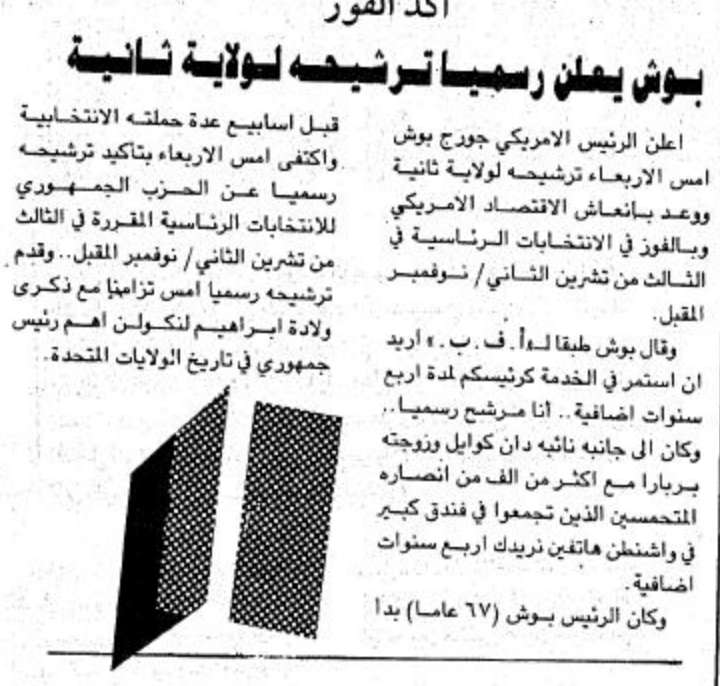 اكد الفوز
بوش يعلن رسميا ترشيحه لولاية ثانية
اعلن الرئيس الامريكي جورج بوش
امس الاربعاء ترشيحه لولاية ثانية
ووعد بانعاش الاقتصاد الامريكي
وبالفوز في الانتخابات الرئاسية في
الثالث من تشرين الثاني/ نوفمبر
المقبل.
وقال بوش طبقا لـ«أ. ف. ب.» اريد
ان استمر في الخدمة كرئيسكم لمدة اربع
سنوات اضافية.. أنا مرشح رسميا..
وكان الى جانبه نائبه دان كوايل وزوجته
بربارا مع اكثر من الف من انصاره
المتحمسين الذين تجمعوا في فندق كبير
في واشنطن هاتفين نريدك اربع سنوات
اضافية.
وكان الرئيس بوش (٦٧ عاما) بدا
قبل اسابيع عدة حملته الانتخابية
واكتفى امس الاربعاء بتاكيد ترشيحه
رسميا عن الحزب الجمهوري
للانتخابات الرئاسية المقررة في الثالث
من تشرين الثاني/ نوفمبر المقبل.. وقدم
ترشيحه رسميا امس تزامنا مع ذكرى
ولادة ابراهيم لنكولن اهم رئيس
جمهوري في تاريخ الولايات المتحدة.